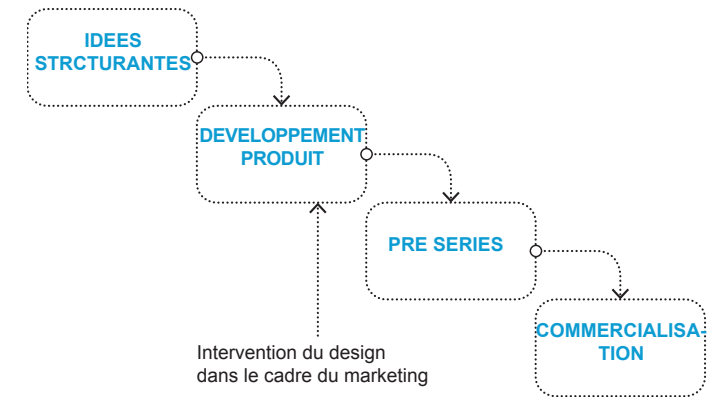 IDEES
STRCTURANTES
DEVELOPPEMENT
PRODUIT
PRE SERIES
COMMERCIALISA-
TION
Intervention du design
dans le cadre du marketing